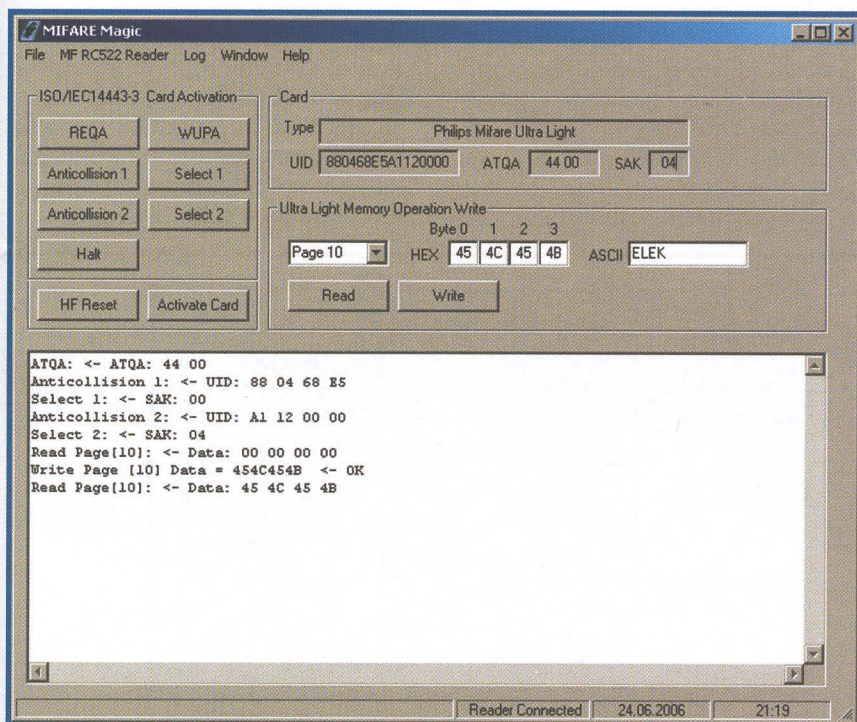 MIFARE Magic
File MF RC522 Reader Log Window Help
ISO/IEC14443-3 Card Activation
REQA WUPA
Anticollision 1 Select 1
Anticollision 2 Select 2
Halt
HF Reset Activate Card
Card
Type Philips Mifare Ultra Light
UID 880468E5A1120000 ATQA 44 00 SAK 04
Ultra Light Memory Operation Write
Byte 0 1 2 3
Page 10 HEX 45 4C 45 4B ASCII ELEK
Read Write
ATQA: <- ATQA: 44 00
Anticollision 1: <- UID: 88 04 68 E5
Select 1: <- SAK: 00
Anticollision 2: <- UID: A1 12 00 00
Select 2: <- SAK: 04
Read Page[10]: <- Data: 00 00 00 00
Write Page [10] Data = 454C454B <- OK
Read Page[10]: <- Data: 45 4C 45 4B
Reader Connected 24.06.2006 21:19